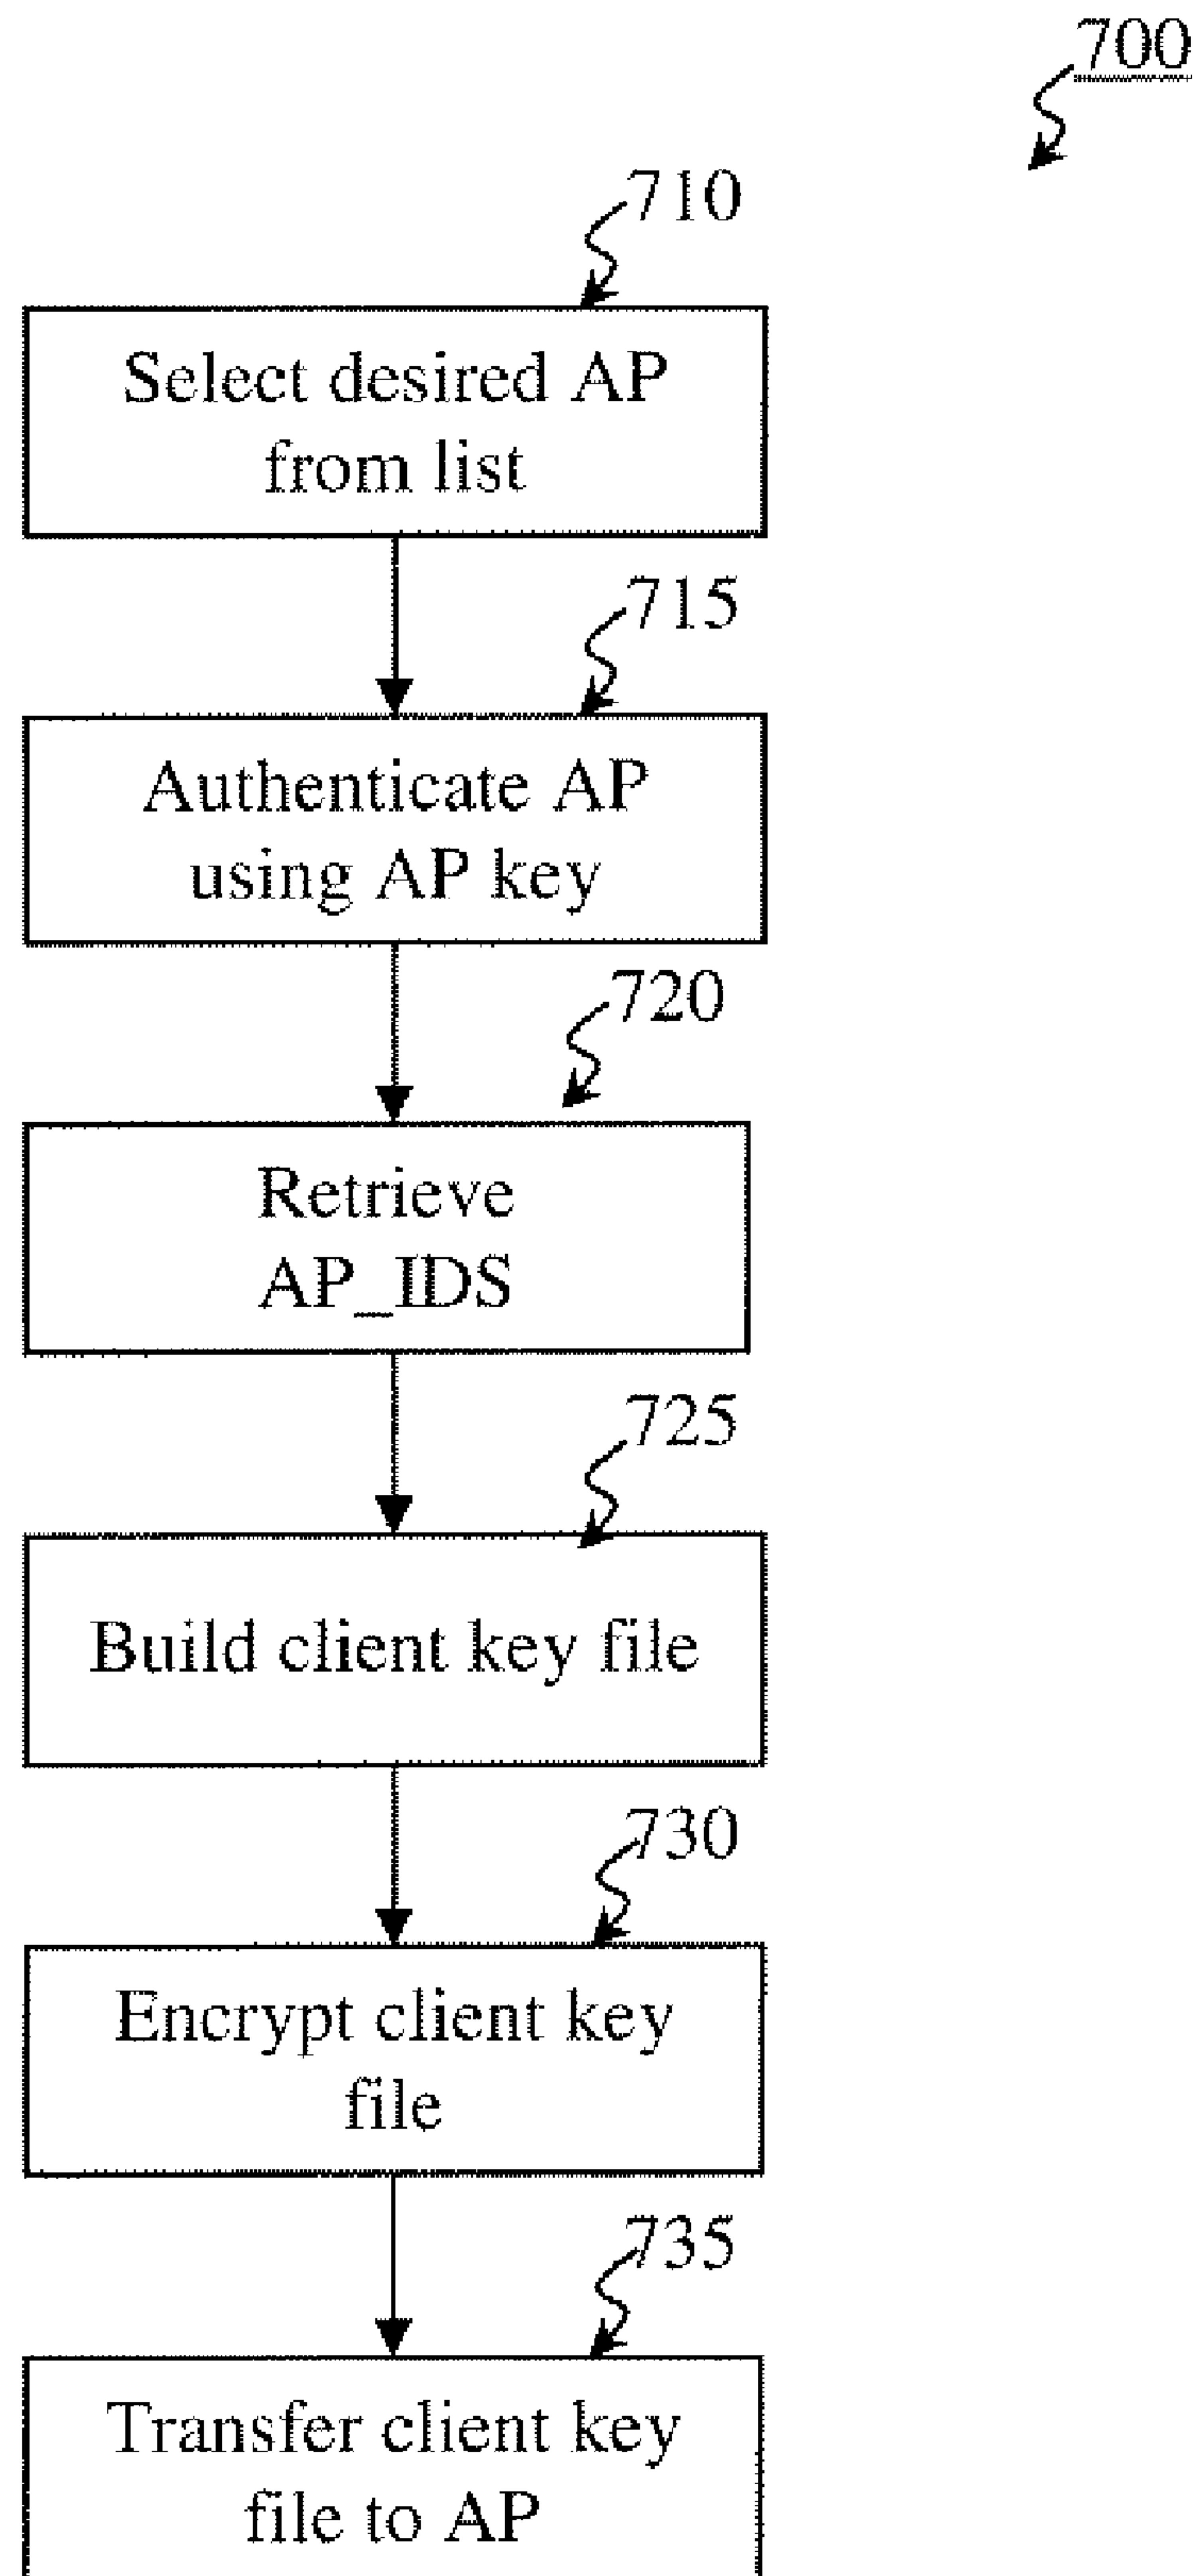 700
710
Select desired AP
from list
715
Authenticate AP
using AP key
720
Retrieve
AP_IDS
725
Build client key file
730
Encrypt client key
file
735
Transfer client key
file to AP